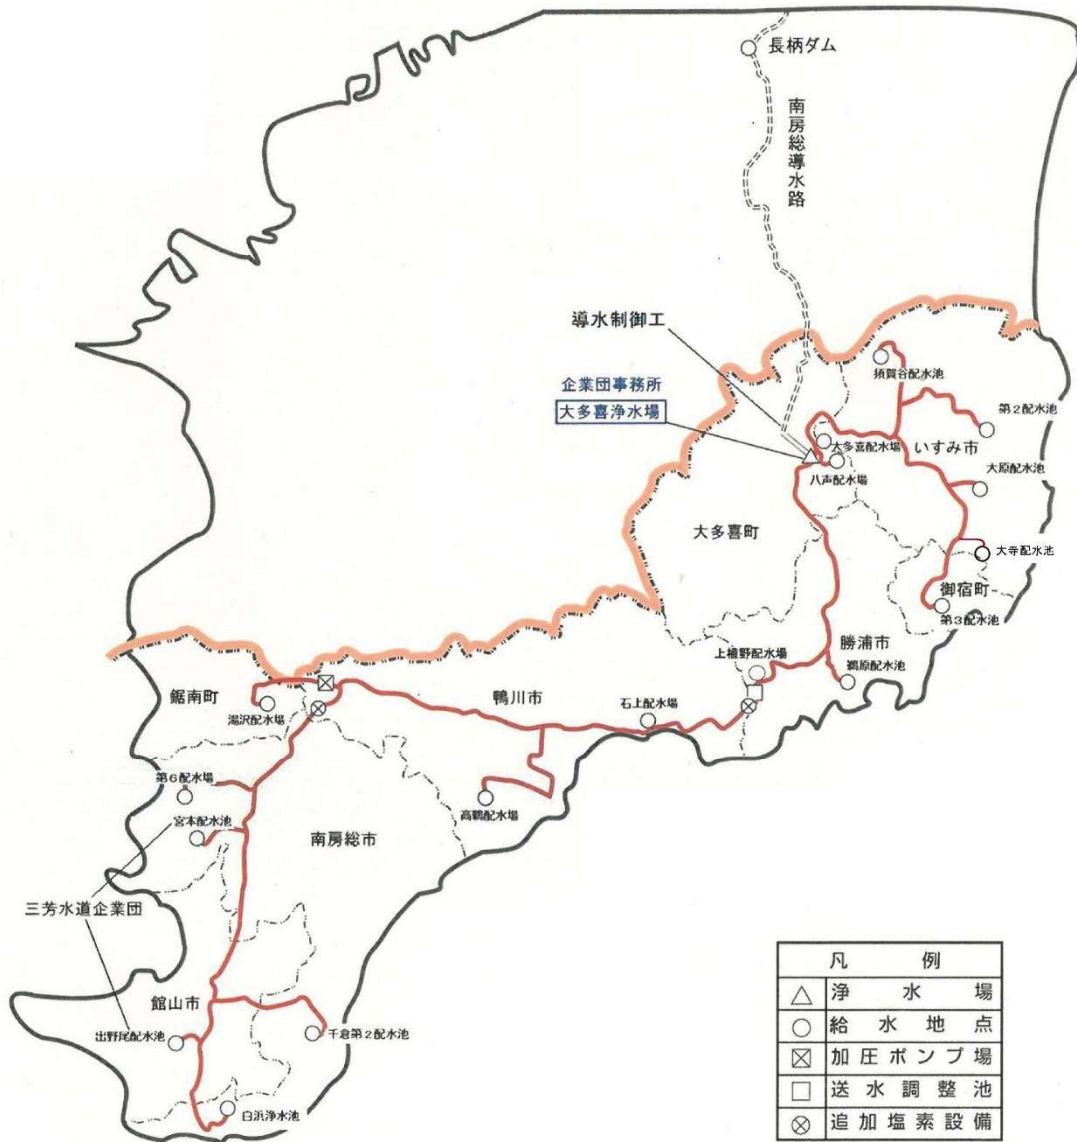 長柄ダム
南房総導水路
導水制御工
企業団事務所
大多喜浄水場
須賀谷配水池
第2配水池
大多喜配水場
いすみ市
八声配水場
大原配水池
大多喜町
大寺配水池
御宿町
第3配水池
勝浦市
上植野配水場
鵜原配水池
鋸南町
鴨川市
石上配水場
湯沢配水場
第6配水場
高鶴配水場
宮本配水池
南房総市
三芳水道企業団
館山市
出野尾配水池
千倉第2配水池
白浜浄水池
凡例
浄水場
給水地点
加圧ポンプ場
送水調整池
追加塩素設備